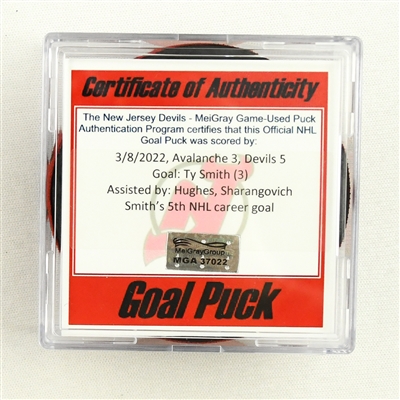 Certificate of Authenticity
The New Jersey Devils - MeiGray Game-Used Puck
Authentication Program certifies that this Official NHL
Goal Puck was scored by:
3/8/2022, Avalanche 3, Devils 5
Goal: Ty Smith (3)
Assisted by: Hughes, Sharangovich
Smith's 5th NHL career goal
MeiGrayGroup
MGA 37022
Goal Puck